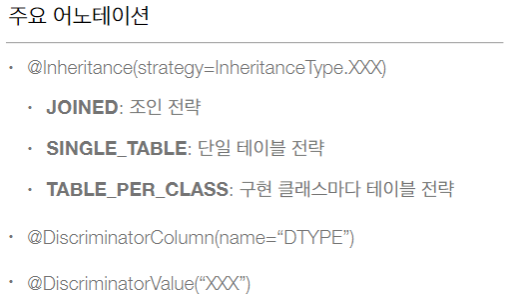 주요 어노테이션
• @Inheritance(strategy=InheritanceType.XXX)
• JOINED: 조인 전략
• SINGLE_TABLE: 단일 테이블 전략
• TABLE_PER_CLASS: 구현 클래스마다 테이블 전략
• @DiscriminatorColumn(name=“DTYPE”)
• @DiscriminatorValue(“XXX”)